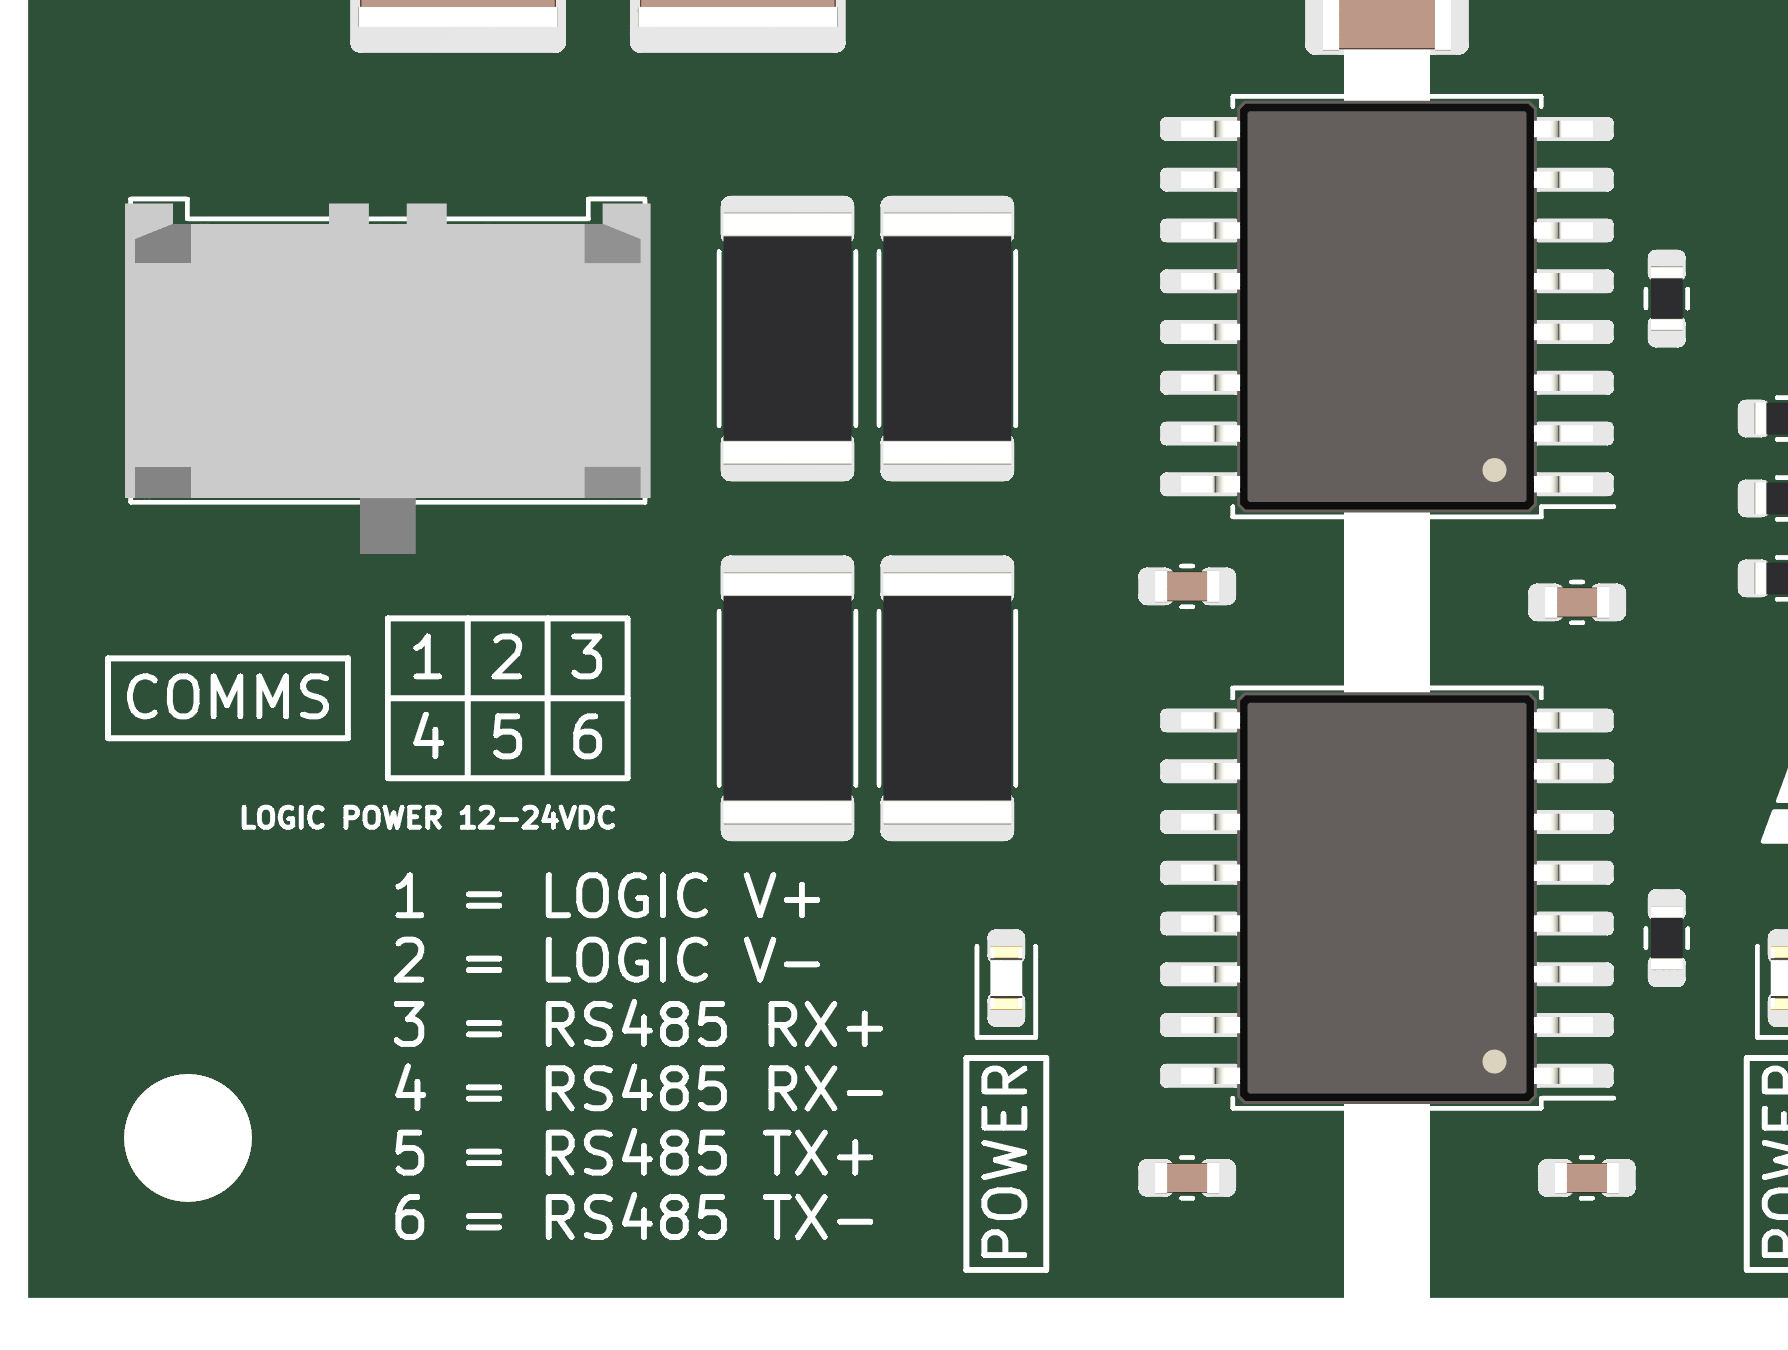 1 2 3
COMMS
4 5 6
LOGIC POWER 12-24VDC
1 = LOGIC V+
2 = LOGIC V-
3 = RS485 RX+
4 = RS485 RX-
5 = RS485 TX+
6 = RS485 TX-
POWER
POWER